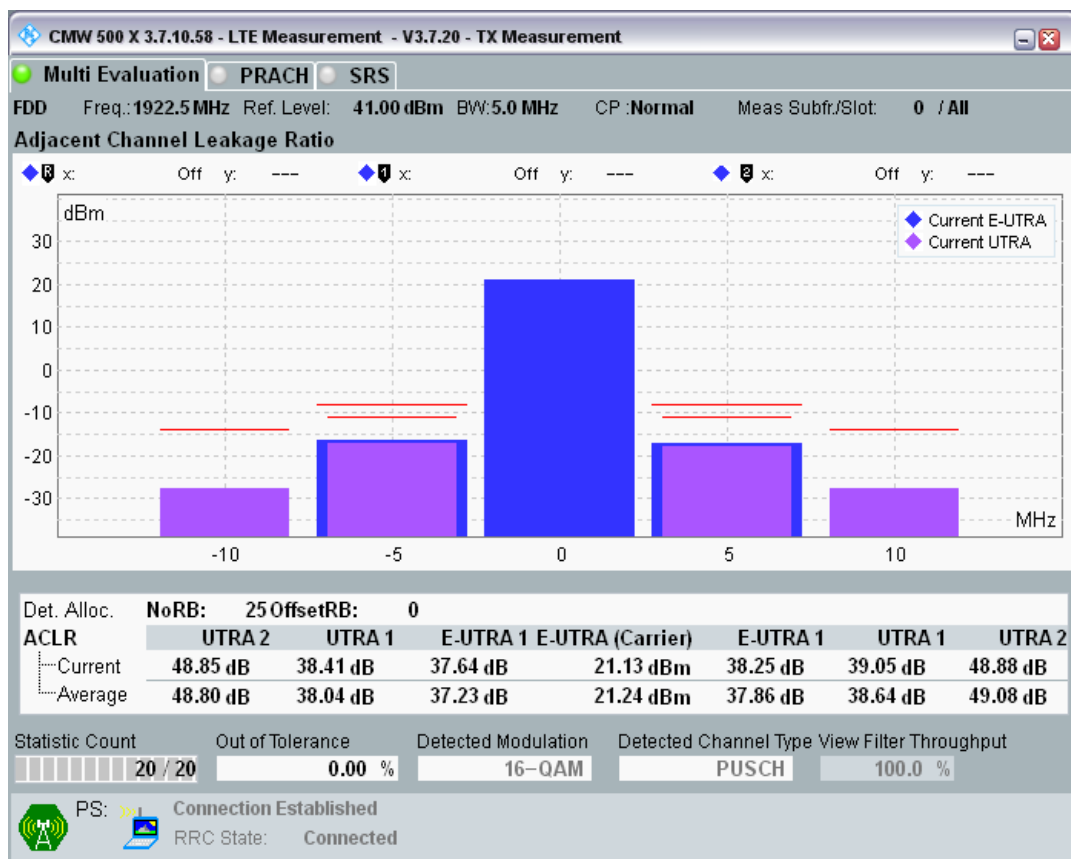 CMW 500 X 3.7.10.58 - LTE Measurement - V3.7.20 - TX Measurement
Multi Evaluation PRACH SRS
FDD Freq.: 1922.5 MHz Ref. Level: 41.00 dBm BW: 5.0 MHz CP : Normal Meas Subfr./Slot: 0 / All
Adjacent Channel Leakage Ratio
R x: Off y: --- 1 x: Off y: --- 2 x: Off y: ---
dBm
Current E-UTRA
Current UTRA
30
20
10
0
-10
-20
-30
MHz
-10 -5 0 5 10
Det. Alloc. NoRB: 25 OffsetRB: 0
ACLR UTRA 2 UTRA 1 E-UTRA 1 E-UTRA (Carrier) E-UTRA 1 UTRA 1 UTRA 2
Current 48.85 dB 38.41 dB 37.64 dB 21.13 dBm 38.25 dB 39.05 dB 48.88 dB
Average 48.80 dB 38.04 dB 37.23 dB 21.24 dBm 37.86 dB 38.64 dB 49.08 dB
Statistic Count Out of Tolerance Detected Modulation Detected Channel Type View Filter Throughput
20 / 20 0.00 % 16-QAM PUSCH 100.0 %
PS: Connection Established
RRC State: Connected